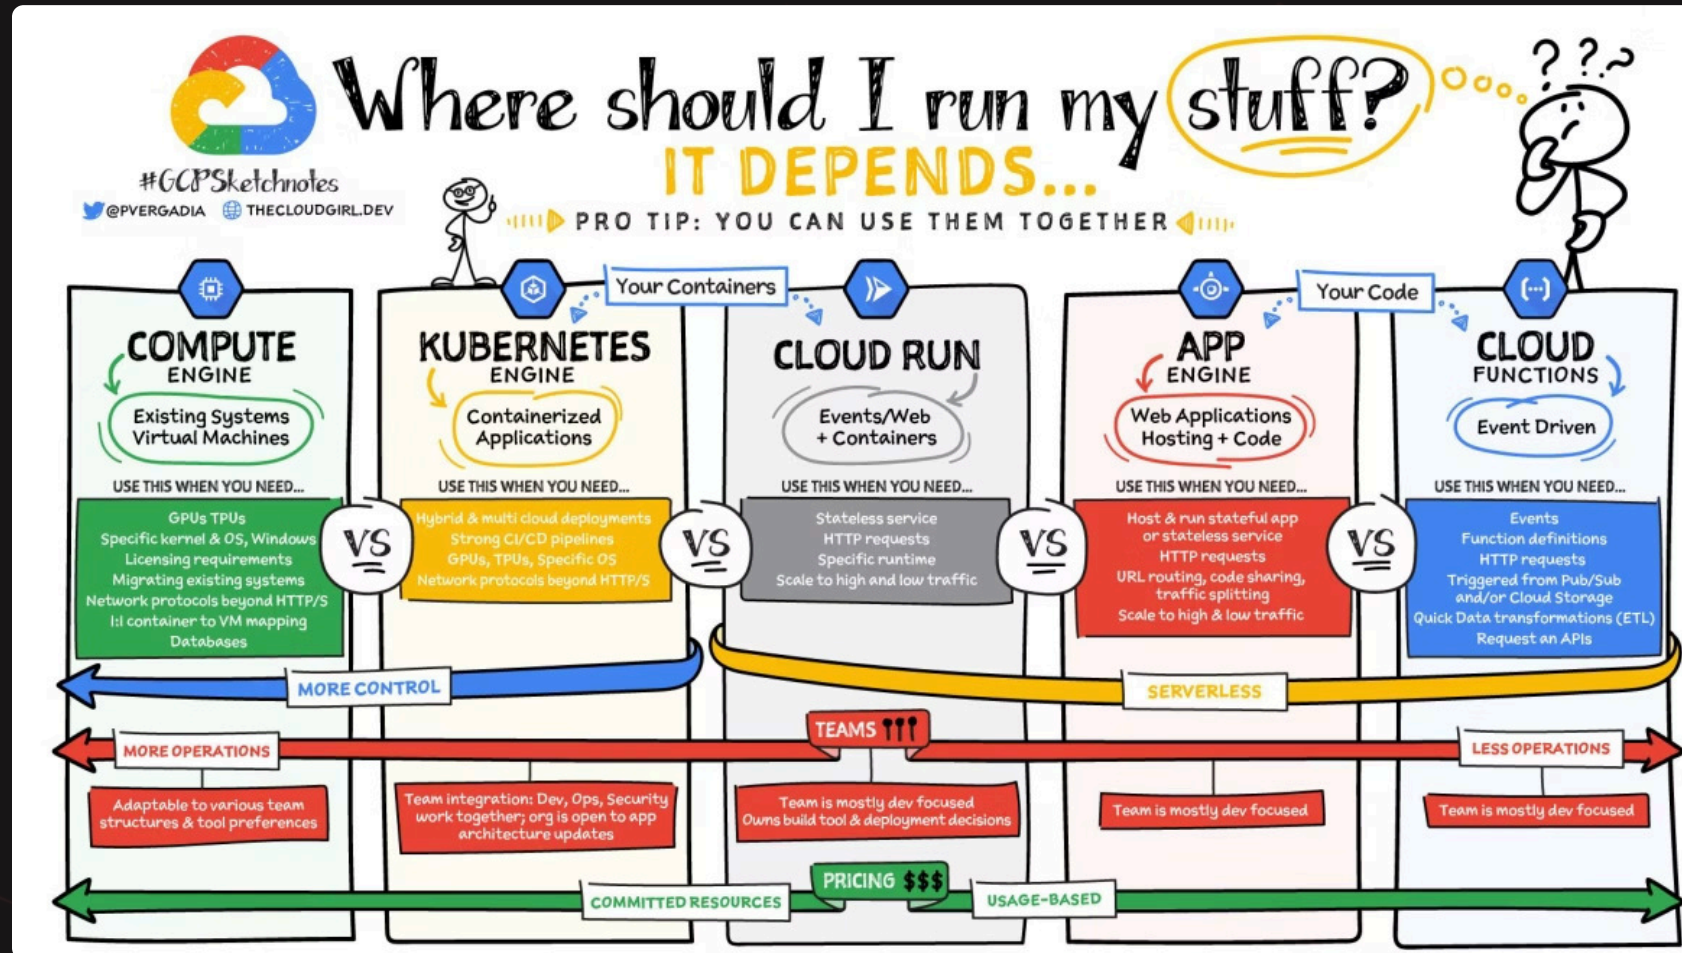 Where should I run my stuff?
? ? ?
IT DEPENDS...
#GCPSketchnotes
@PVERGADIA THECLOUDGIRL.DEV
PRO TIP: YOU CAN USE THEM TOGETHER
Your Containers
Your Code
COMPUTE
ENGINE
Existing Systems
Virtual Machines
USE THIS WHEN YOU NEED...
GPUs TPUs
Specific kernel & OS, Windows
Licensing requirements
Migrating existing systems
Network protocols beyond HTTP/S
1:1 container to VM mapping
Databases
VS
KUBERNETES
ENGINE
Containerized
Applications
USE THIS WHEN YOU NEED...
Hybrid & multi cloud deployments
Strong CI/CD pipelines
GPUs, TPUs, Specific OS
Network protocols beyond HTTP/S
VS
CLOUD RUN
Events/Web
+ Containers
USE THIS WHEN YOU NEED...
Stateless service
HTTP requests
Specific runtime
Scale to high and low traffic
VS
APP
ENGINE
Web Applications
Hosting + Code
USE THIS WHEN YOU NEED...
Host & run stateful app
or stateless service
HTTP requests
URL routing, code sharing,
traffic splitting
Scale to high & low traffic
VS
CLOUD
FUNCTIONS
Event Driven
USE THIS WHEN YOU NEED...
Events
Function definitions
HTTP requests
Triggered from Pub/Sub
and/or Cloud Storage
Quick Data transformations (ETL)
Request an APIs
MORE CONTROL
SERVERLESS
TEAMS
MORE OPERATIONS
LESS OPERATIONS
Adaptable to various team
structures & tool preferences
Team integration: Dev, Ops, Security
work together; org is open to app
architecture updates
Team is mostly dev focused
Owns build tool & deployment decisions
Team is mostly dev focused
Team is mostly dev focused
PRICING $$$
COMMITTED RESOURCES
USAGE-BASED